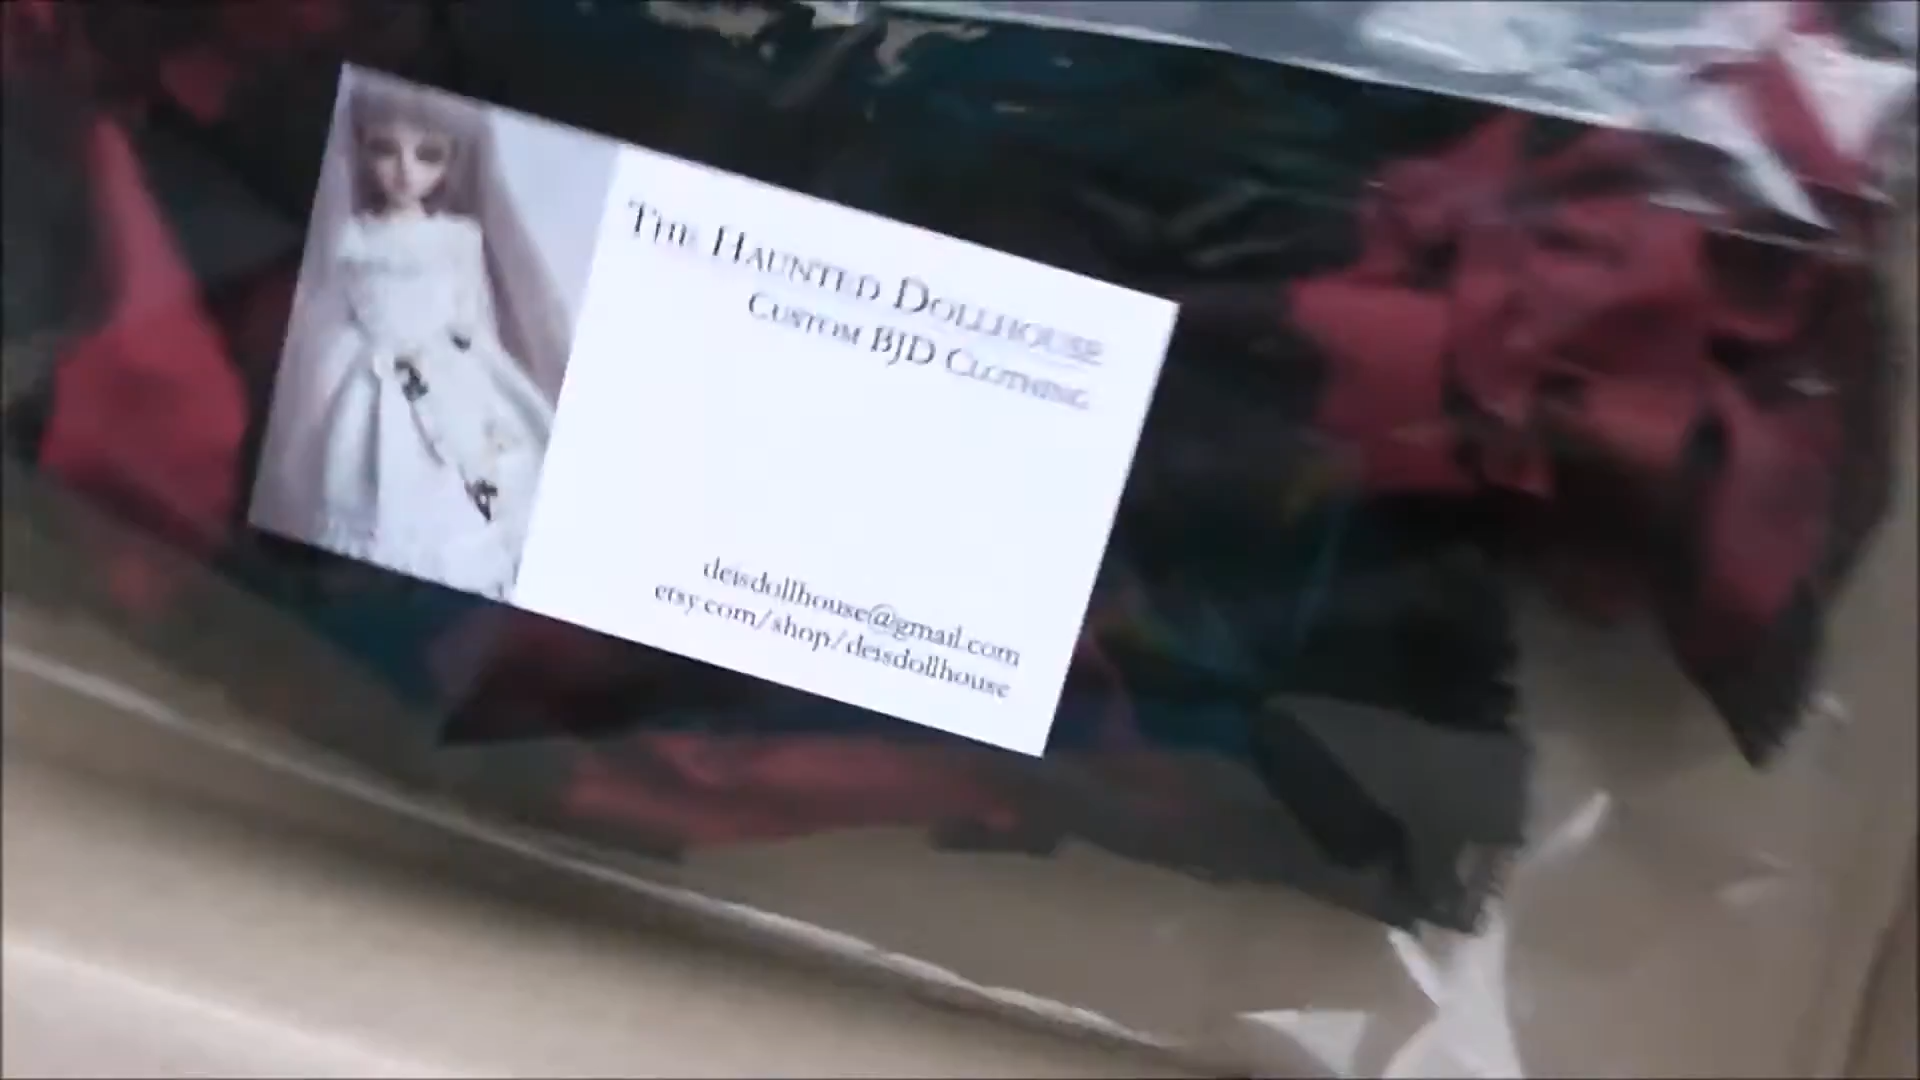 The Haunted Dollhouse
Custom BJD Clothing
deisdollhouse@gmail.com
etsy.com/shop/deisdollhouse